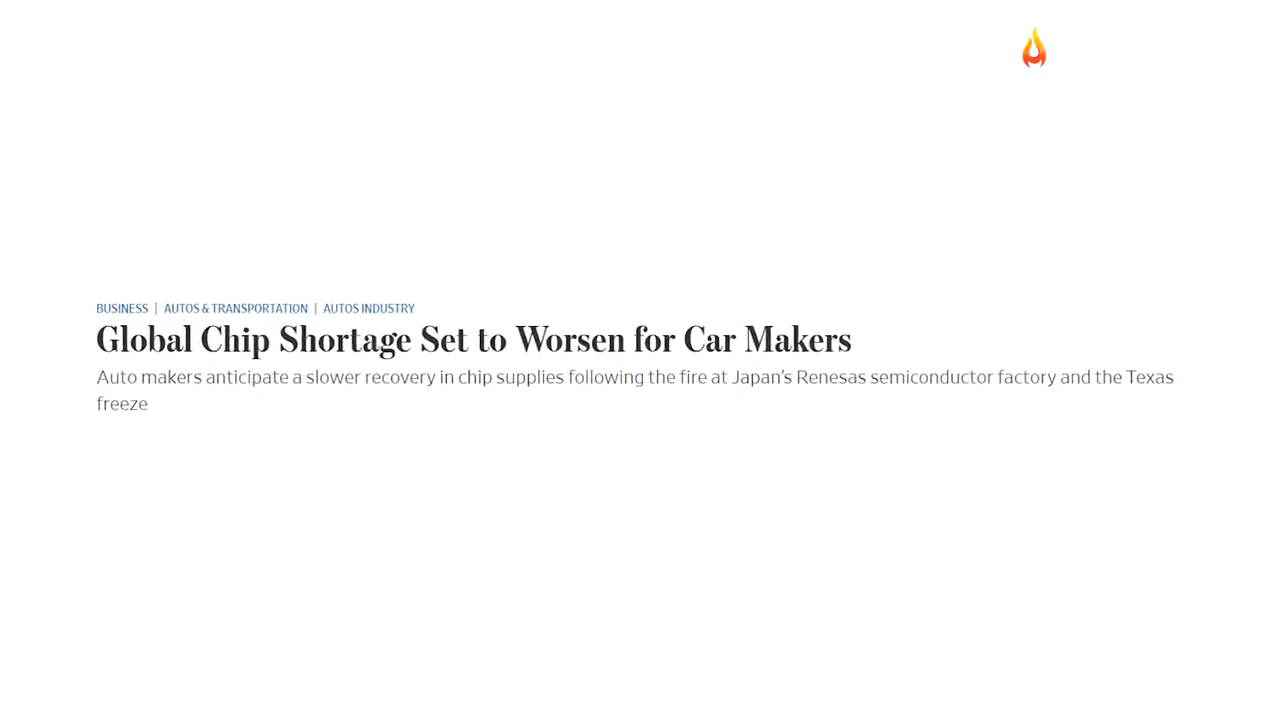 BUSINESS | AUTOS & TRANSPORTATION | AUTOS INDUSTRY
Global Chip Shortage Set to Worsen for Car Makers
Auto makers anticipate a slower recovery in chip supplies following the fire at Japan's Renesas semiconductor factory and the Texas
freeze